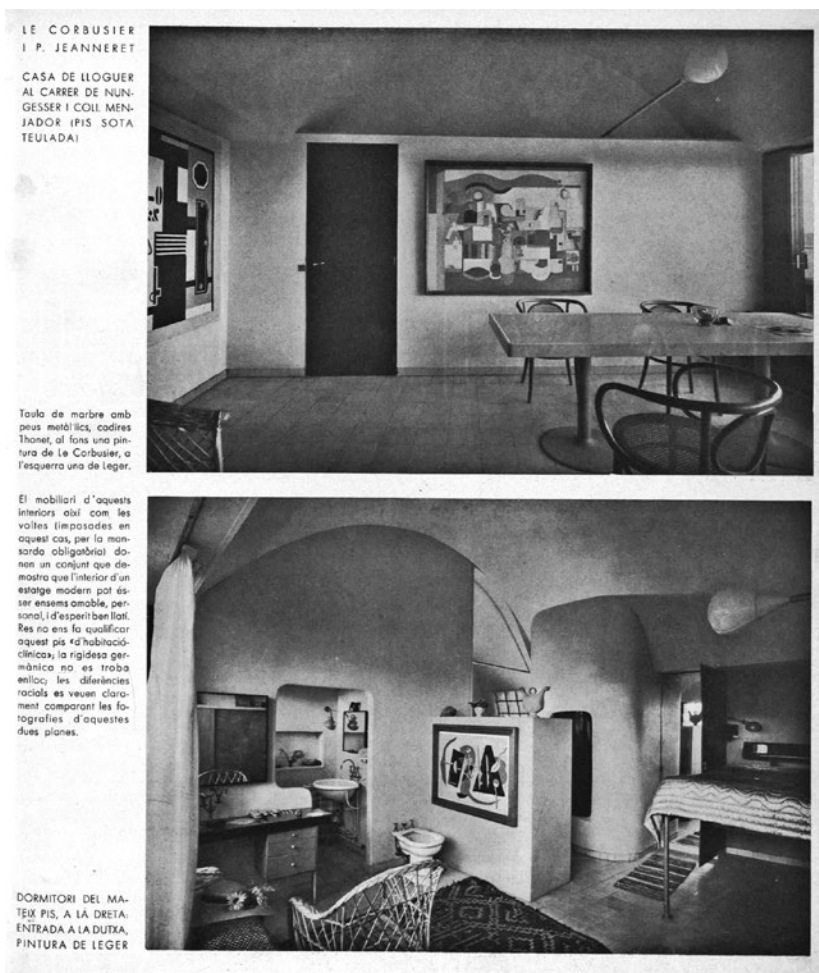 LE CORBUSIER
I P. JEANNERET
CASA DE LLOGUER
AL CARRER DE NUN-
GESSER I COLL MEN-
JADOR (PIS SOTA
TEULADA)
Taula de marbre amb
peus metàl·lics, cadires
Thonet, al fons una pin-
tura de Le Corbusier, a
l'esquerra una de Leger.
El mobiliari d'aquests
interiors així com les
voltes (imposades en
aquest cas, per la man-
sarda obligatòria) do-
nen un conjunt que de-
mostra que l'interior d'un
estatge modern pot és-
ser ensems amable, per-
sonal, i d'esperit ben llatí.
Res no ens fa qualificar
aquest pis «d'habitació-
clínica»; la rigidesa ger-
mànica no es troba
enlloc; les diferències
racials es veuen clara-
ment comparant les fo-
tografies d'aquestes
dues planes.
DORMITORI DEL MA-
TEIX PIS, A LA DRETA:
ENTRADA A LA DUTXA,
PINTURA DE LEGER